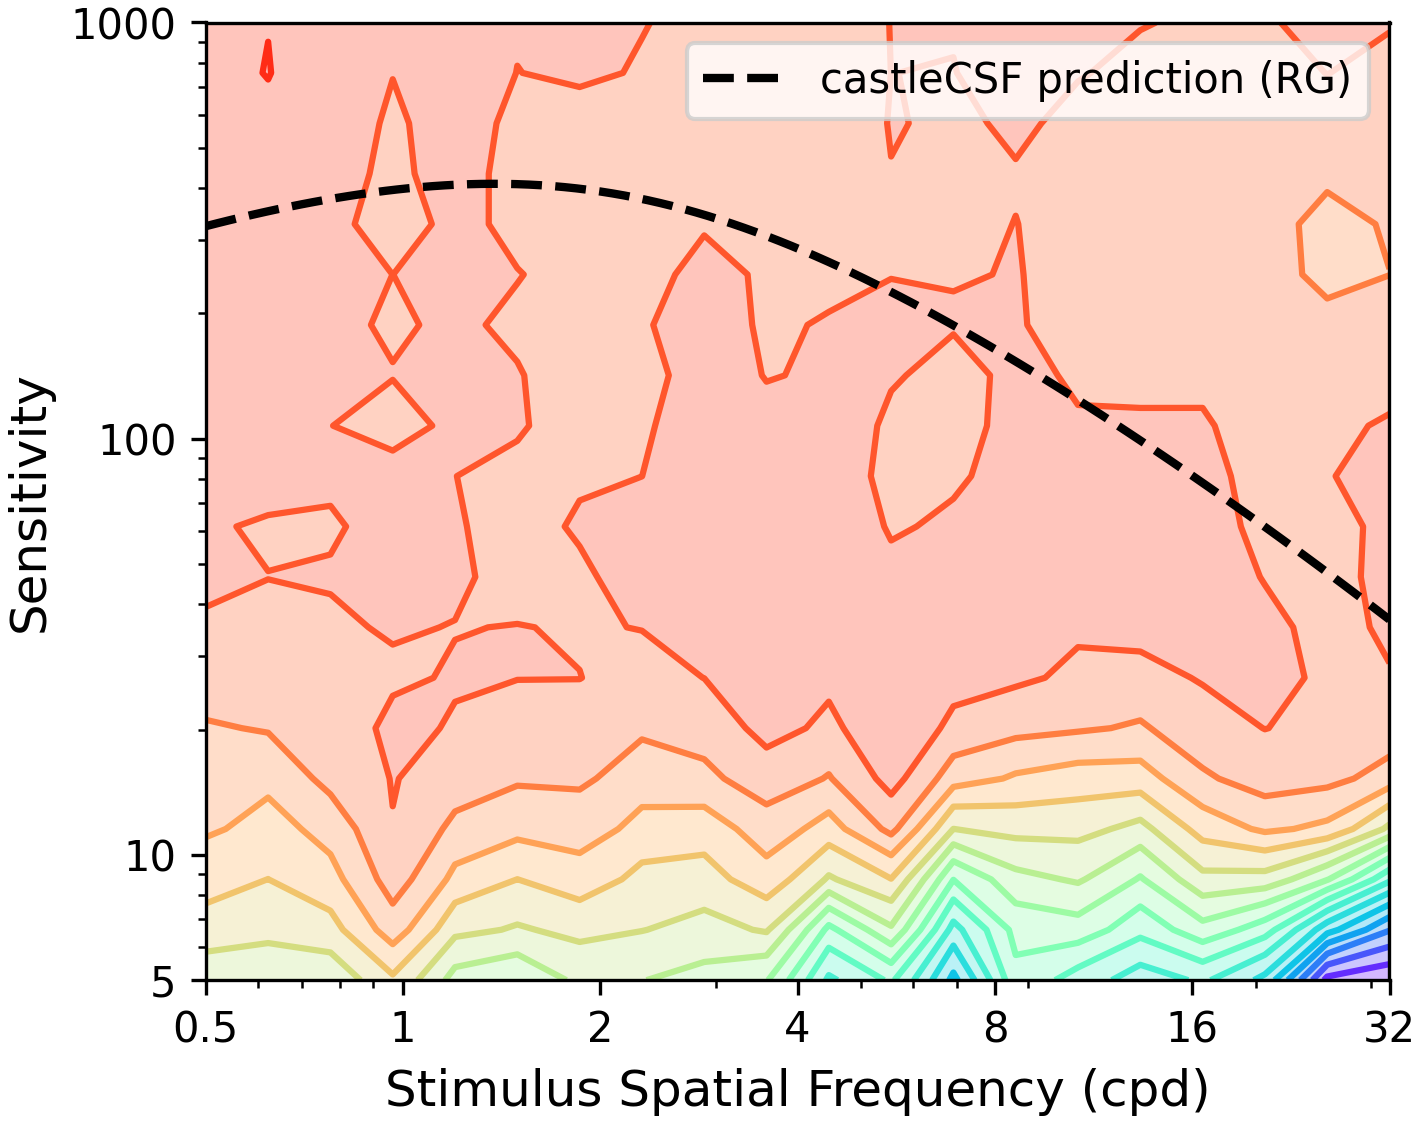 1000
castleCSF prediction (RG)
Sensitivity
100
10
5
0.5 1 2 4 8 16 32
Stimulus Spatial Frequency (cpd)